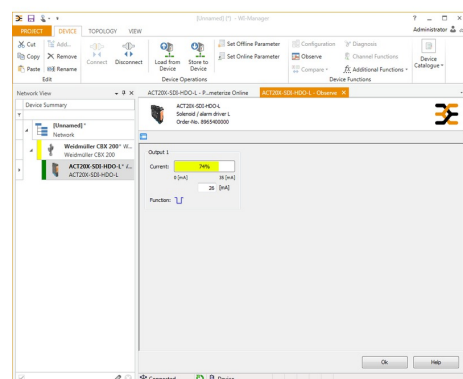 [Unnamed] [*] - WI-Manager
PROJECT DEVICE TOPOLOGY VIEW Administrator
Cut Add... Connect Disconnect Load from Device Store to Device Set Offline Parameter Configuration Diagnosis Device Catalogue
Copy Remove Set Online Parameter Observe Channel Functions
Paste Rename Compare Additional Functions
Edit Device Operations Device Functions
Network View ACT20X-SDI-HDO-L - P...meterize Online ACT20X-SDI-HDO-L - Observe
Device Summary
ACT20X-SDI-HDO-L
Solenoid / alarm driver L
Order-No. 8965400000
[Unnamed] *
Network
Weidmüller CBX 200* W...
Weidmüller CBX 200
ACT20X-SDI-HDO-L* /...
ACT20X-SDI-HDO-L
Output 1
Current: 74%
0 [mA] 35 [mA]
26 [mA]
Function:
Ok Help
Connected Device